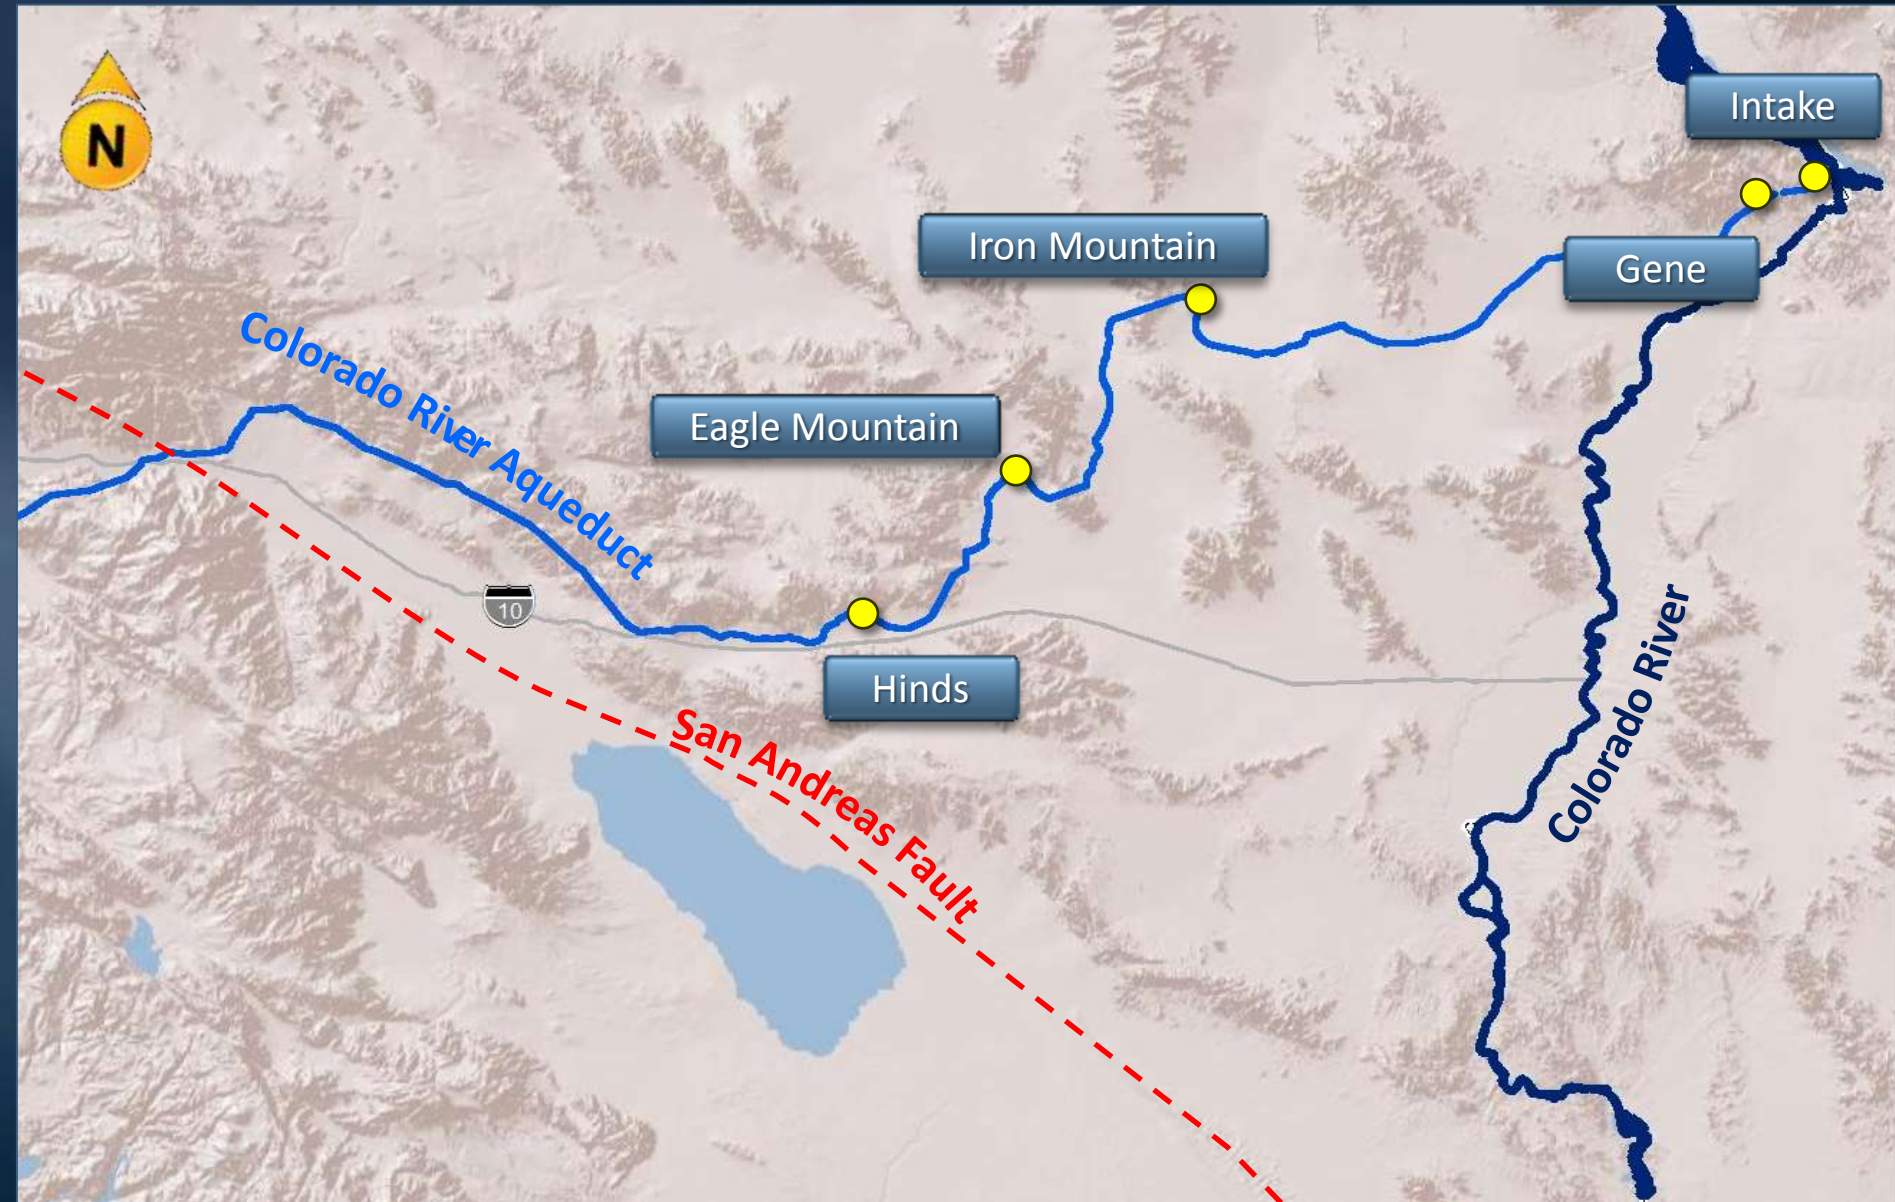 N
Intake
Iron Mountain
Gene
Colorado River Aqueduct
Eagle Mountain
10
Hinds
Colorado River
San Andreas Fault